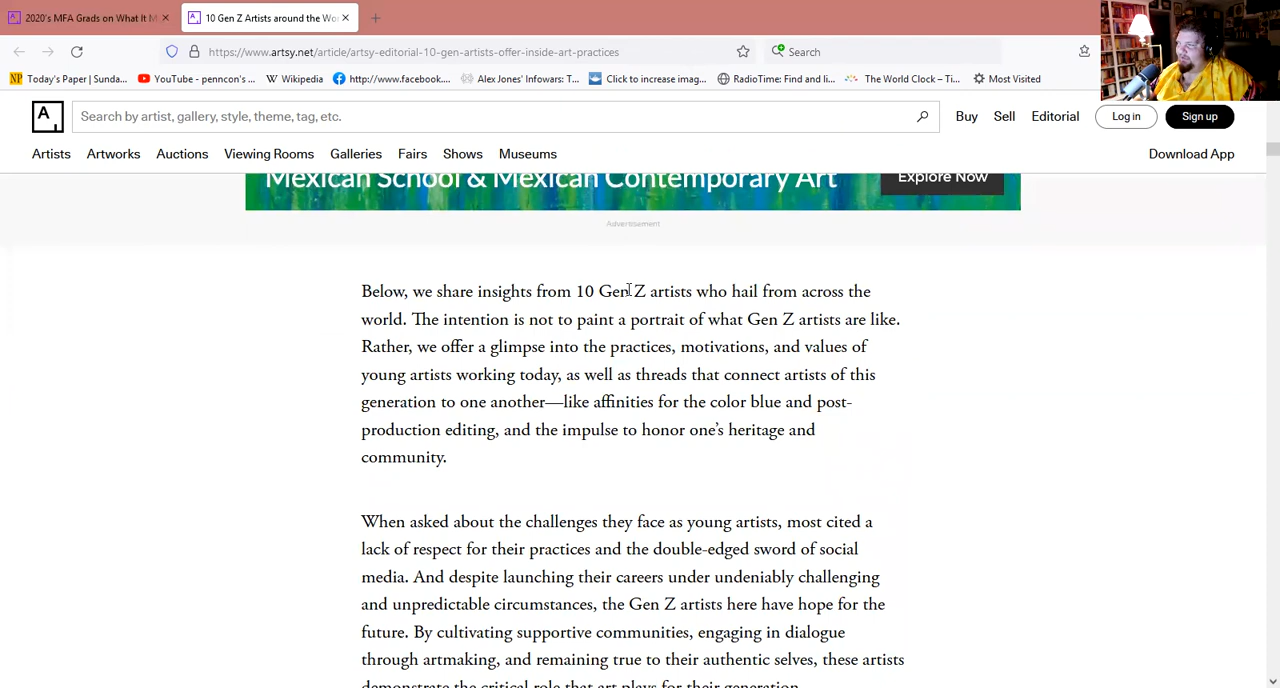 2020's MFA Grads on What It M
10 Gen Z Artists around the Wo
https://www.artsy.net/article/artsy-editorial-10-gen-artists-offer-inside-art-practices
Search
Today's Paper | Sunda...
YouTube - penncon's ...
Wikipedia
http://www.facebook....
Alex Jones' Infowars: T...
Click to increase imag...
RadioTime: Find and li...
The World Clock – Ti...
Most Visited
A
Search by artist, gallery, style, theme, tag, etc.
Buy
Sell
Editorial
Log in
Sign up
Artists
Artworks
Auctions
Viewing Rooms
Galleries
Fairs
Shows
Museums
Download App
Mexican School & Mexican Contemporary Art
Explore Now
Advertisement
Below, we share insights from 10 Gen Z artists who hail from across the
world. The intention is not to paint a portrait of what Gen Z artists are like.
Rather, we offer a glimpse into the practices, motivations, and values of
young artists working today, as well as threads that connect artists of this
generation to one another—like affinities for the color blue and post-
production editing, and the impulse to honor one's heritage and
community.
When asked about the challenges they face as young artists, most cited a
lack of respect for their practices and the double-edged sword of social
media. And despite launching their careers under undeniably challenging
and unpredictable circumstances, the Gen Z artists here have hope for the
future. By cultivating supportive communities, engaging in dialogue
through artmaking, and remaining true to their authentic selves, these artists
demonstrate the critical role that art plays for their generation.